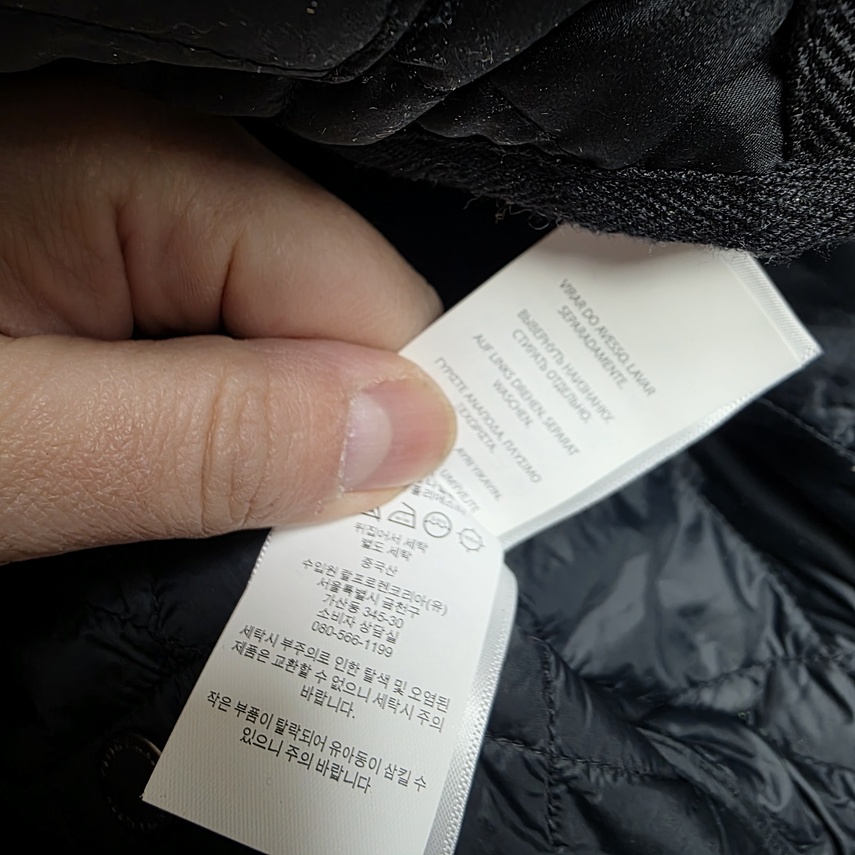 VIRAR DO AVESSO. LAVAR
SEPARADAMENTE.
ВЫВЕРНУТЬ НАИЗНАНКУ.
СТИРАТЬ ОТДЕЛЬНО.
AUF LINKS DREHEN. SEPARAT
WASCHEN.
ΓΥΡΙΣΤΕ ΑΝΑΠΟΔΑ. ΠΛΥΣΙΜΟ
뒤집어서 세탁
별도 세탁
중국산
수입원 랄프로렌코리아(유)
서울특별시 금천구
가산동 345-30
소비자 상담실
080-566-1199
세탁시 부주의로 인한 탈색 및 오염된
제품은 교환할 수 없으니 세탁시 주의
바랍니다.
작은 부품이 탈락되어 유아동이 삼킬 수
있으니 주의 바랍니다